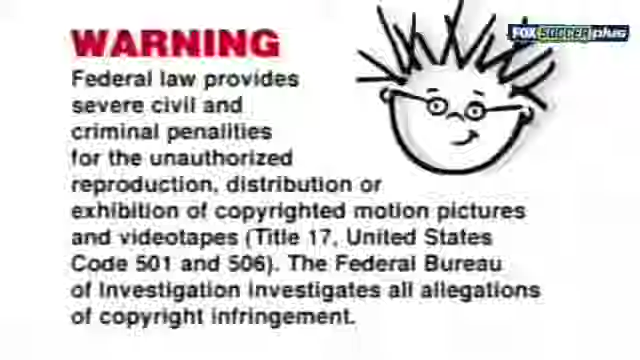 WARNING
FOX SOCCER plus
Federal law provides
severe civil and
criminal penalities
for the unauthorized
reproduction, distribution or
exhibition of copyrighted motion pictures
and videotapes (Title 17, United States
Code 501 and 506). The Federal Bureau
of Investigation investigates all allegations
of copyright infringement.